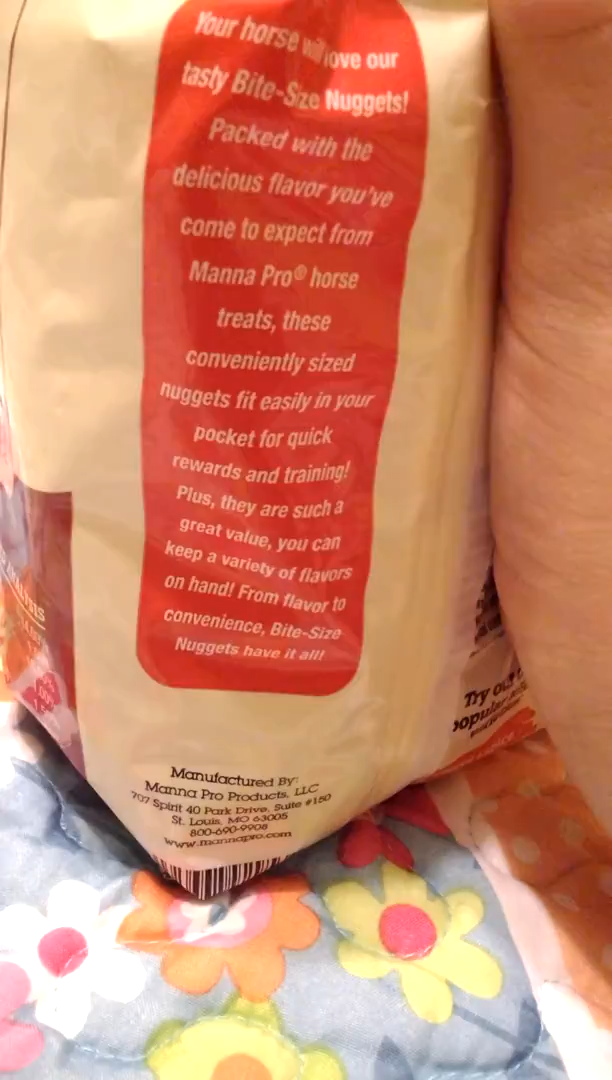 Your horse will love our
tasty Bite-Size Nuggets!
Packed with the
delicious flavor you've
come to expect from
Manna Pro® horse
treats, these
conveniently sized
nuggets fit easily in your
pocket for quick
rewards and training!
Plus, they are such a
great value, you can
keep a variety of flavors
on hand! From flavor to
convenience, Bite-Size
Nuggets have it all!
Manufactured By:
Manna Pro Products, LLC
707 Spirit 40 Park Drive, Suite #150
St. Louis, MO 63005
800-690-9908
www.mannapro.com
Try
popular